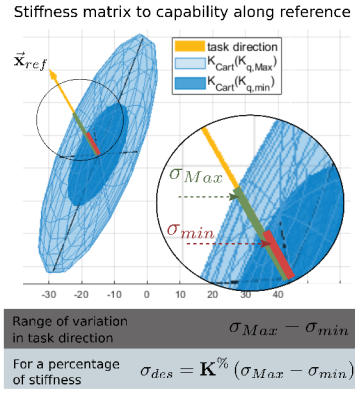 Stiffness matrix to capability along reference
x⃗_ref
task direction
K_Cart(K_q,Max)
K_Cart(K_q,min)
σ_Max
σ_min
-30 -20 -10 0 10 20 30 40
Range of variation
in task direction
σ_Max − σ_min
For a percentage
of stiffness
σ_des = K^% (σ_Max − σ_min)